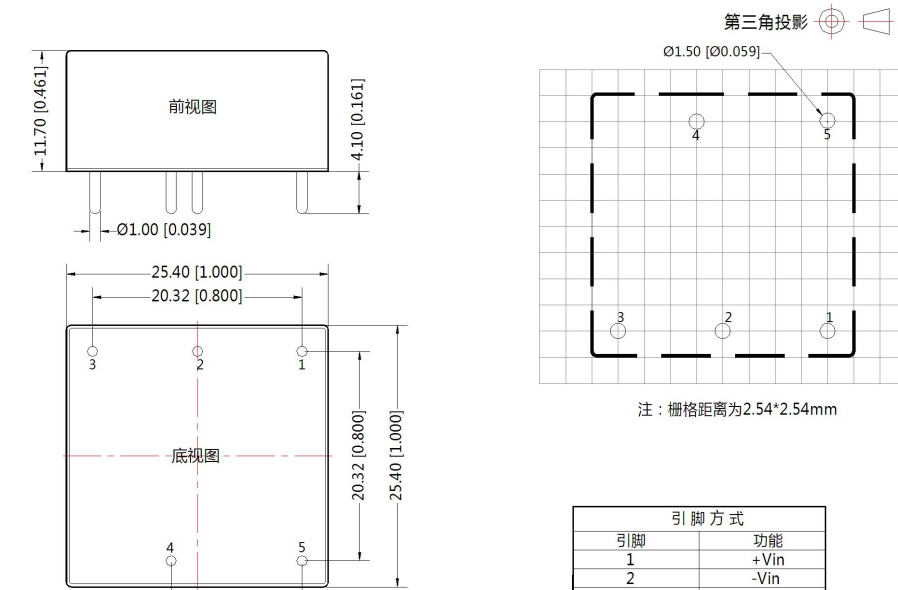 第三角投影
Ø1.50 [Ø0.059]
11.70 [0.461]
前视图
4.10 [0.161]
4
5
Ø1.00 [0.039]
25.40 [1.000]
20.32 [0.800]
3
2
1
3
2
1
注：栅格距离为2.54*2.54mm
底视图
20.32 [0.800]
25.40 [1.000]
4
5
引脚方式
引脚 功能
1 +Vin
2 -Vin